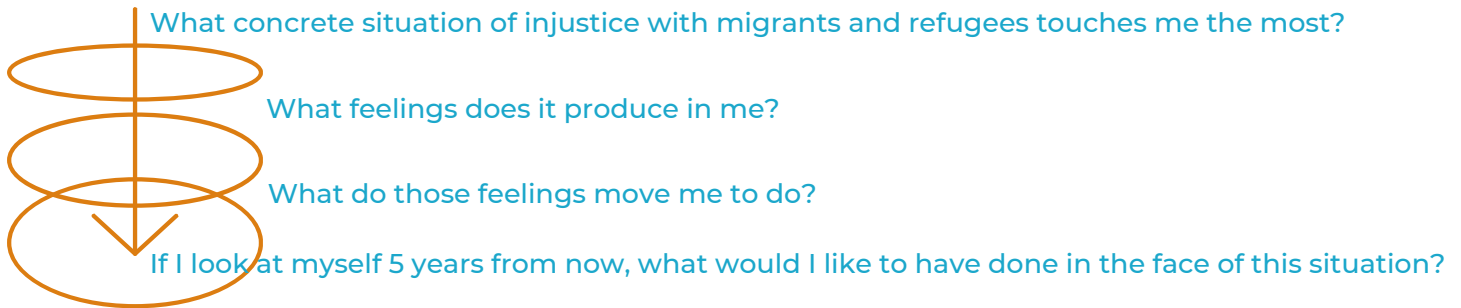 What concrete situation of injustice with migrants and refugees touches me the most?
What feelings does it produce in me?
What do those feelings move me to do?
If I look at myself 5 years from now, what would I like to have done in the face of this situation?